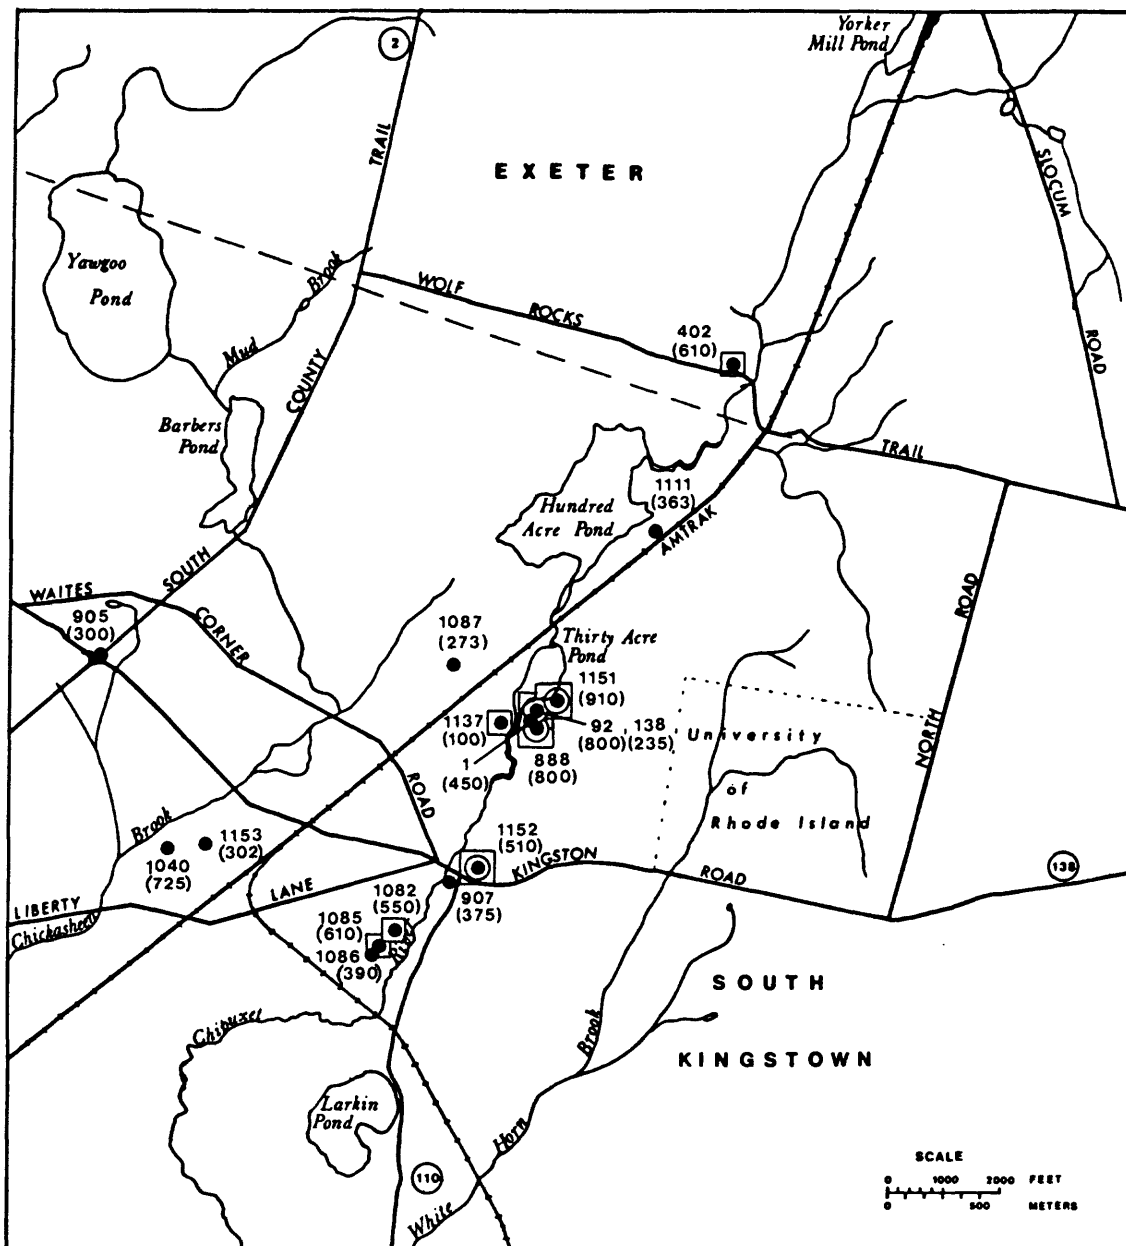 Yorker
Mill Pond
2
TRAIL
EXETER
SLOCUM
ROAD
Yawgoo
Pond
Brook
Mud
WOLF
ROCKS
TRAIL
402
(610)
COUNTY
Barbers
Pond
1111
(363)
Hundred
Acre Pond
AMTRAK
SOUTH
WAITES
905
(300)
CORNER
ROAD
1087
(273)
Thirty Acre
Pond
1151
(910)
1137
(100)
92
(800)
138
(235)
1
(450)
888
(800)
University
of
Rhode Island
NORTH
ROAD
Brook
1153
(302)
1040
(725)
1152
(510)
KINGSTON
ROAD
138
LIBERTY
LANE
Chickasheen
907
(375)
1082
(550)
1085
(610)
1086
(390)
River
SOUTH
KINGSTOWN
Chipuxet
Brook
Larkin
Pond
Horn
White
110
SCALE
0 1000 2000 FEET
0 500 METERS